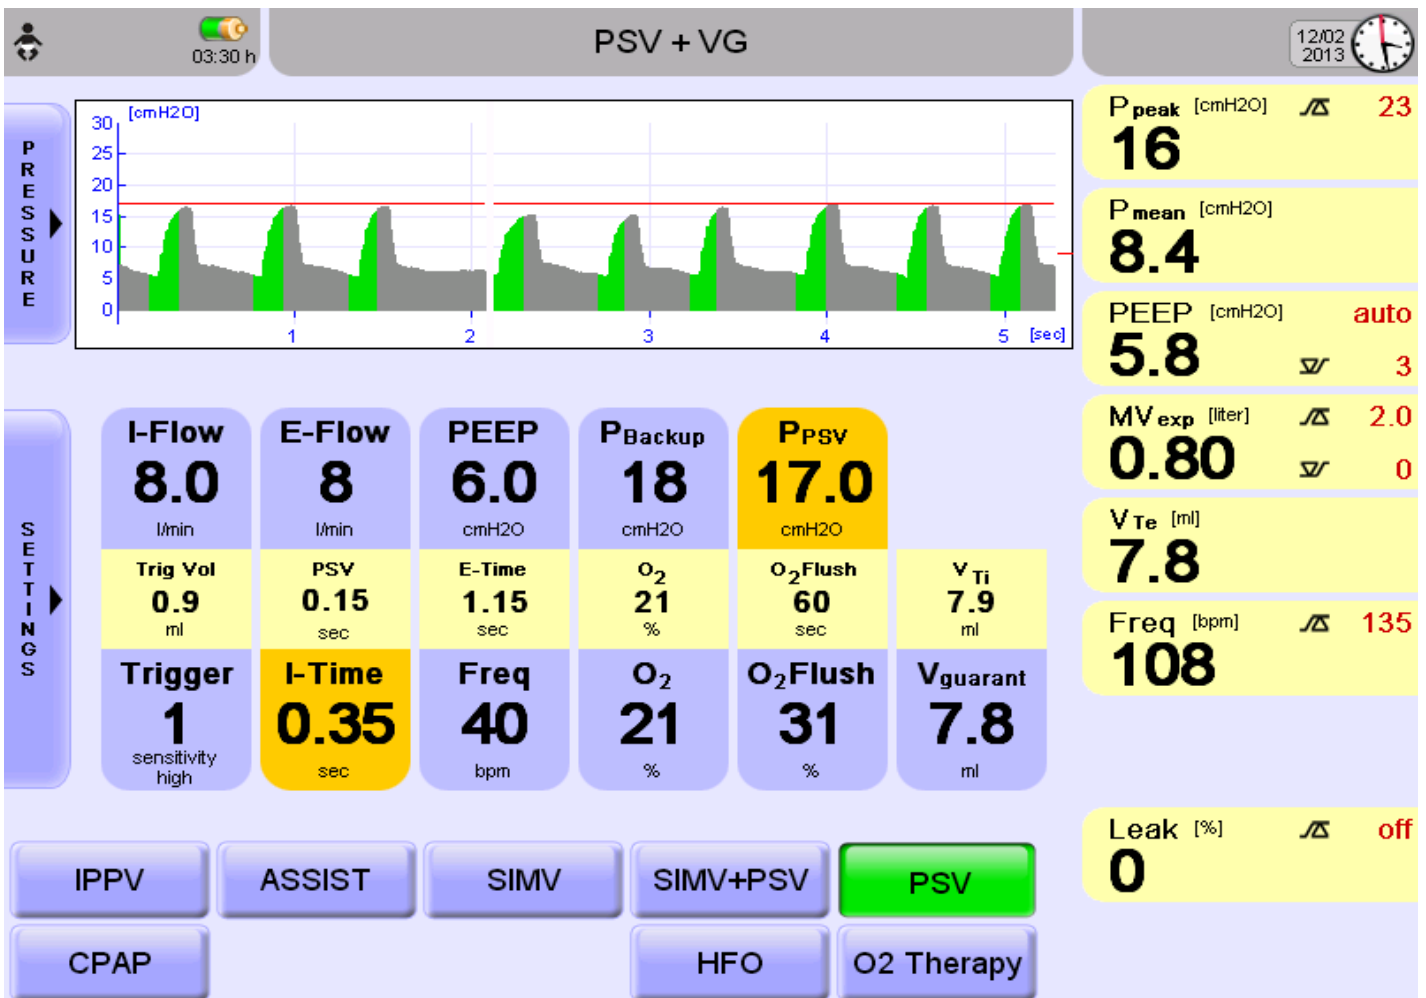 03:30 h
PSV + VG
12/02
2013
PRESSURE
[cmH2O]
30
25
20
15
10
5
0
1 2 3 4 5 [sec]
P peak [cmH2O] 23
16
P mean [cmH2O]
8.4
PEEP [cmH2O] auto
5.8 3
MV exp [liter] 2.0
0.80 0
V Te [ml]
7.8
Freq [bpm] 135
108
Leak [%] off
0
SETTINGS
I-Flow E-Flow PEEP PBackup PPSV
8.0 8 6.0 18 17.0
l/min l/min cmH2O cmH2O cmH2O
Trig Vol PSV E-Time O2 O2Flush V Ti
0.9 0.15 1.15 21 60 7.9
ml sec sec % sec ml
Trigger I-Time Freq O2 O2Flush Vguarant
1 0.35 40 21 31 7.8
sensitivity
high sec bpm % % ml
IPPV ASSIST SIMV SIMV+PSV PSV
CPAP HFO O2 Therapy